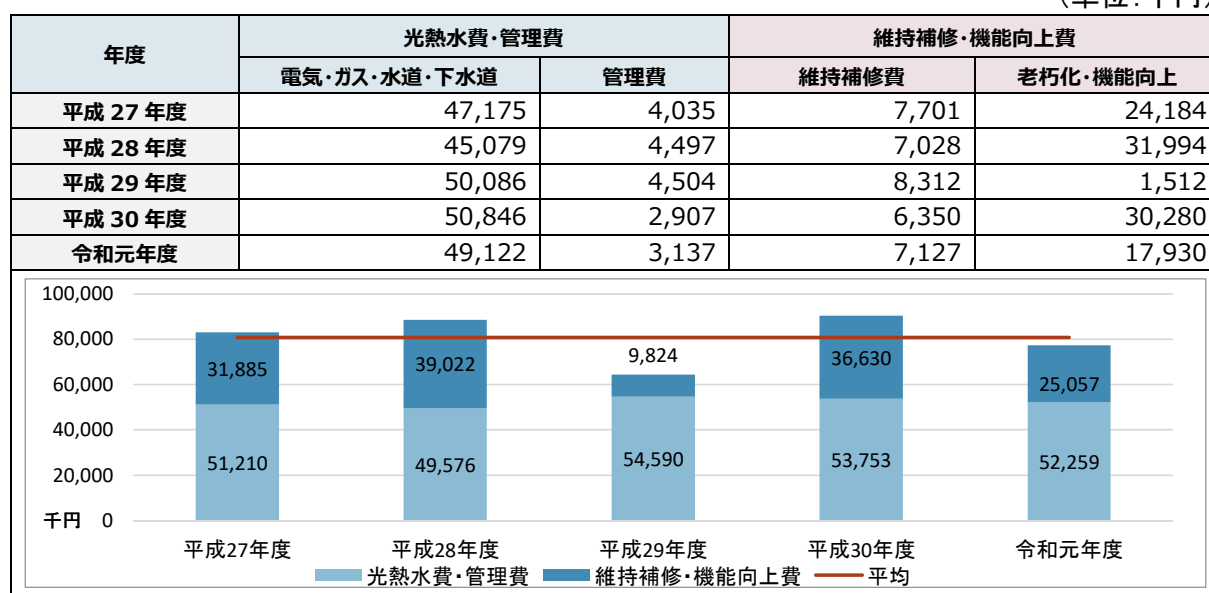 (単位:千円)
年度 光熱水費・管理費 維持補修・機能向上費
電気・ガス・水道・下水道 管理費 維持補修費 老朽化・機能向上
平成 27 年度 47,175 4,035 7,701 24,184
平成 28 年度 45,079 4,497 7,028 31,994
平成 29 年度 50,086 4,504 8,312 1,512
平成 30 年度 50,846 2,907 6,350 30,280
令和元年度 49,122 3,137 7,127 17,930
100,000
80,000
60,000
40,000
20,000
千円 0
31,885 39,022 9,824 36,630 25,057
51,210 49,576 54,590 53,753 52,259
平成27年度 平成28年度 平成29年度 平成30年度 令和元年度
光熱水費・管理費 維持補修・機能向上費 平均